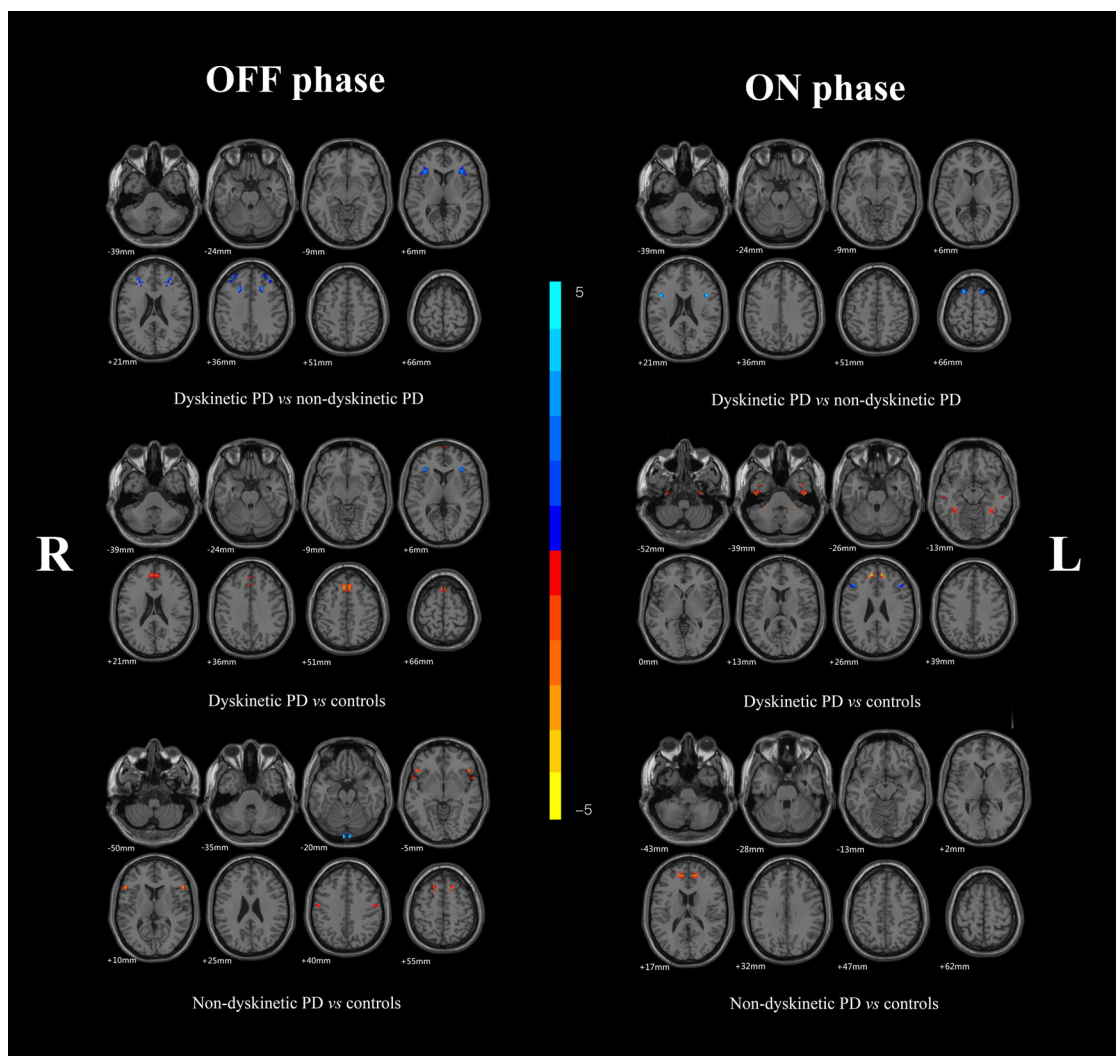 OFF phase
ON phase
-39mm -24mm -9mm +6mm
+21mm +36mm +51mm +66mm
Dyskinetic PD vs non-dyskinetic PD
-39mm -24mm -9mm +6mm
+21mm +36mm +51mm +66mm
Dyskinetic PD vs non-dyskinetic PD
5
-5
R
L
-39mm -24mm -9mm +6mm
+21mm +36mm +51mm +66mm
Dyskinetic PD vs controls
-52mm -39mm -26mm -13mm
0mm +13mm +26mm +39mm
Dyskinetic PD vs controls
-50mm -35mm -20mm -5mm
+10mm +25mm +40mm +55mm
Non-dyskinetic PD vs controls
-43mm -28mm -13mm +2mm
+17mm +32mm +47mm +62mm
Non-dyskinetic PD vs controls